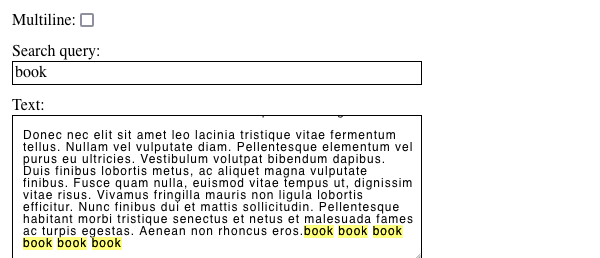 Multiline:
Search query:
book
Text:
Donec nec elit sit amet leo lacinia tristique vitae fermentum
tellus. Nullam vel vulputate diam. Pellentesque elementum vel
purus eu ultricies. Vestibulum volutpat bibendum dapibus.
Duis finibus lobortis metus, ac aliquet magna vulputate
finibus. Fusce quam nulla, euismod vitae tempus ut, dignissim
vitae risus. Vivamus fringilla mauris non ligula lobortis
efficitur. Nunc finibus dui et mattis sollicitudin. Pellentesque
habitant morbi tristique senectus et netus et malesuada fames
ac turpis egestas. Aenean non rhoncus eros.book book book
book book book